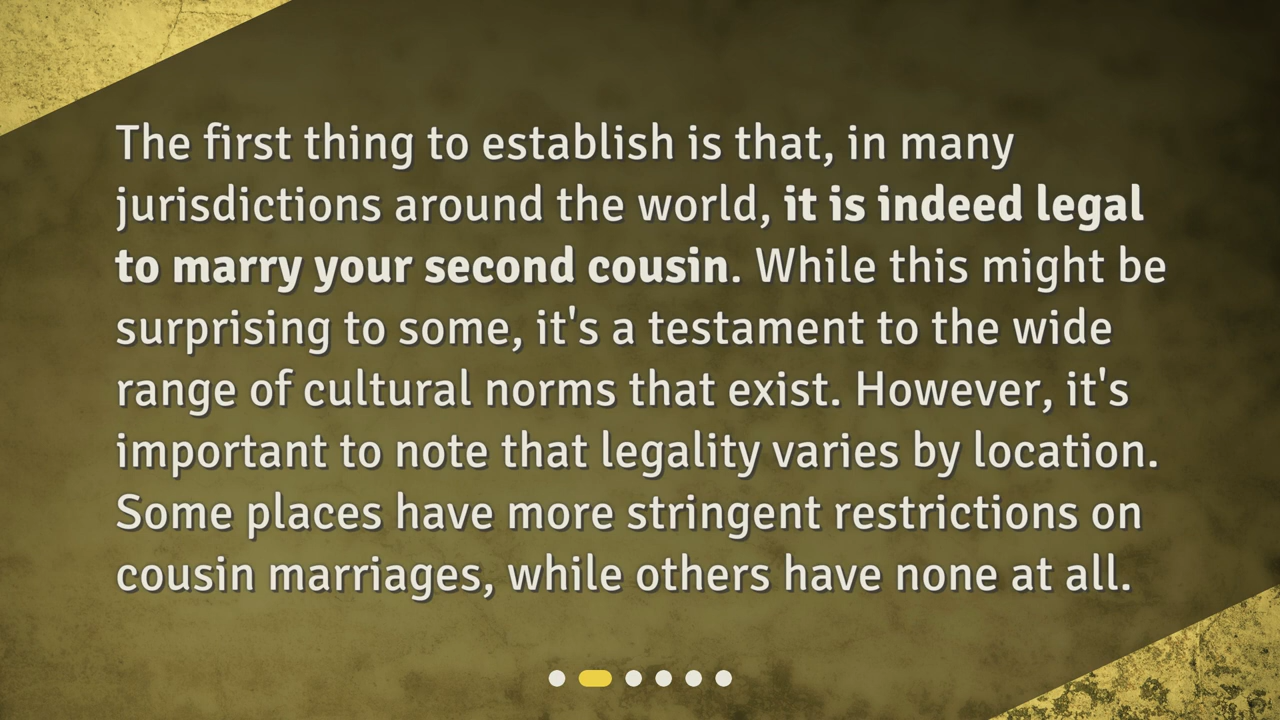 The first thing to establish is that, in many
jurisdictions around the world, it is indeed legal
to marry your second cousin. While this might be
surprising to some, it's a testament to the wide
range of cultural norms that exist. However, it's
important to note that legality varies by location.
Some places have more stringent restrictions on
cousin marriages, while others have none at all.